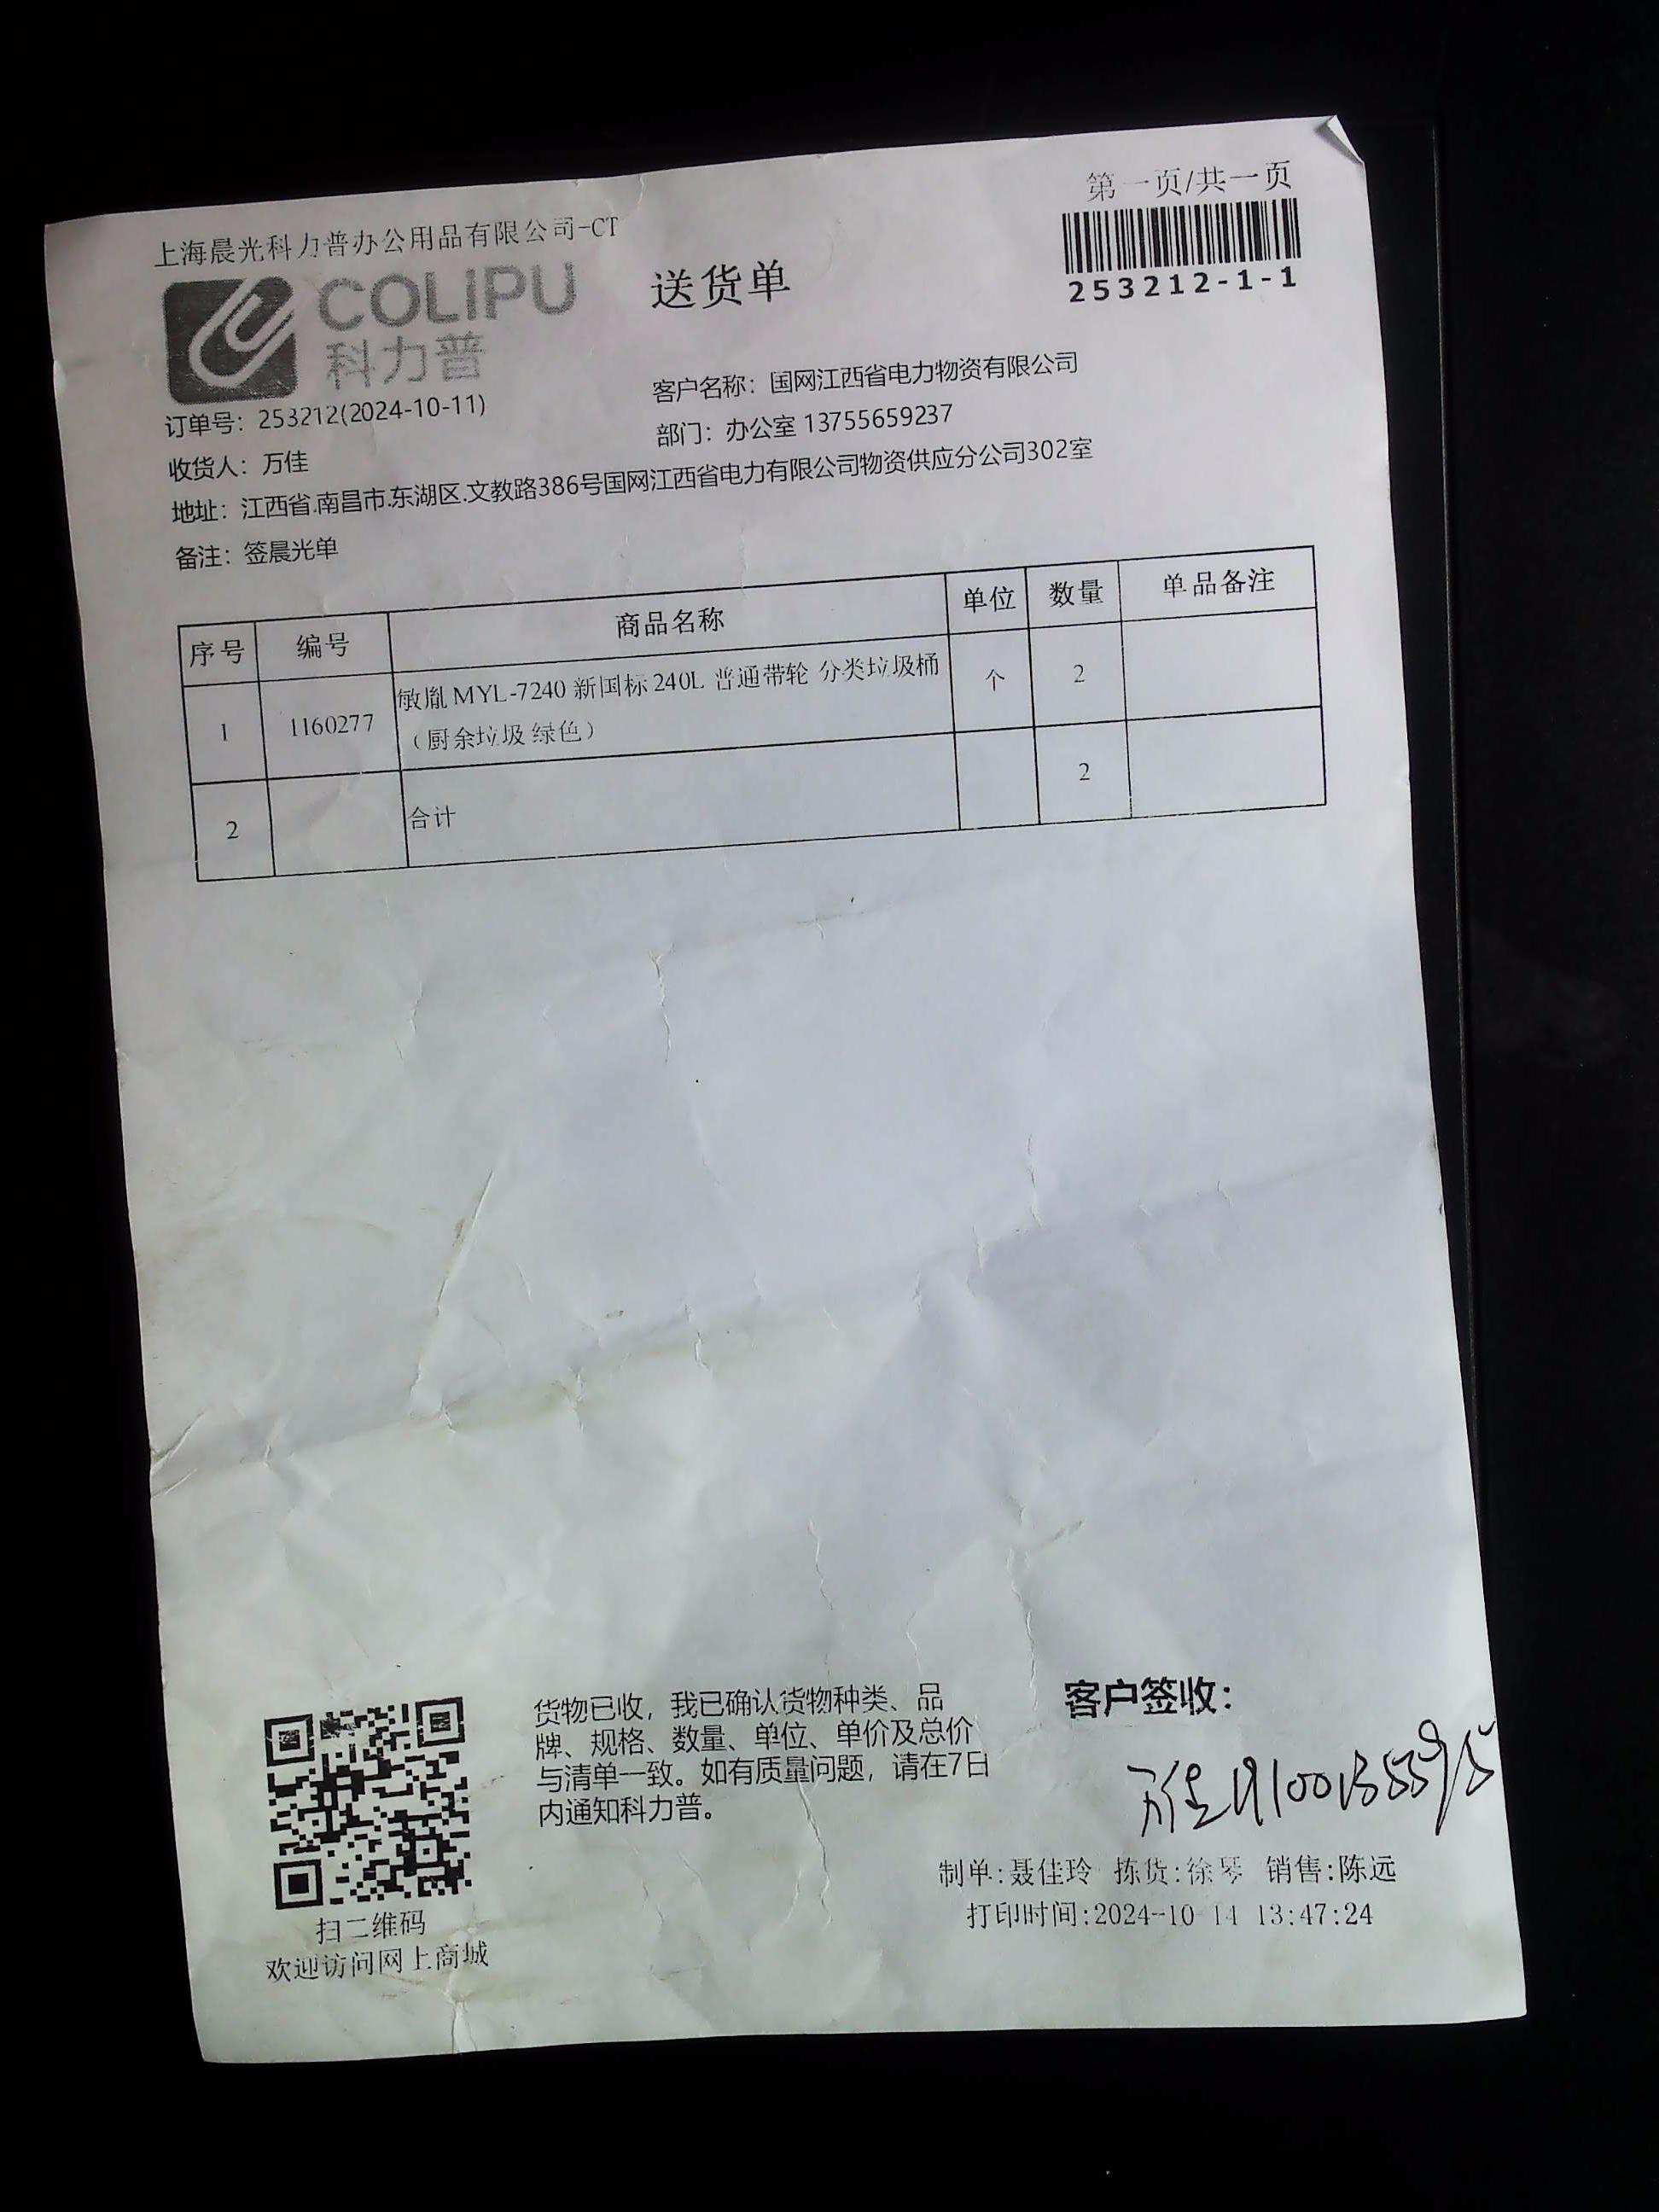 第一页/共一页
上海晨光科力普办公用品有限公司-CT
COLIPU
科力普
送货单
253212-1-1
订单号：253212(2024-10-11)
客户名称：国网江西省电力物资有限公司
收货人：万佳
部门：办公室 13755659237
地址：江西省.南昌市.东湖区.文教路386号国网江西省电力有限公司物资供应分公司302室
备注：签晨光单
序号 编号 商品名称 单位 数量 单品备注
1 1160277 敏胤 MYL-7240 新国标 240L 普通带轮 分类垃圾桶 个 2
（厨余垃圾 绿色）
2 合计 2
货物已收，我已确认货物种类、品
牌、规格、数量、单位、单价及总价
与清单一致。如有质量问题，请在7日
内通知科力普。
客户签收：
万佳
制单:聂佳玲 拣货:徐琴 销售:陈远
打印时间:2024-10-14 13:47:24
扫二维码
欢迎访问网上商城